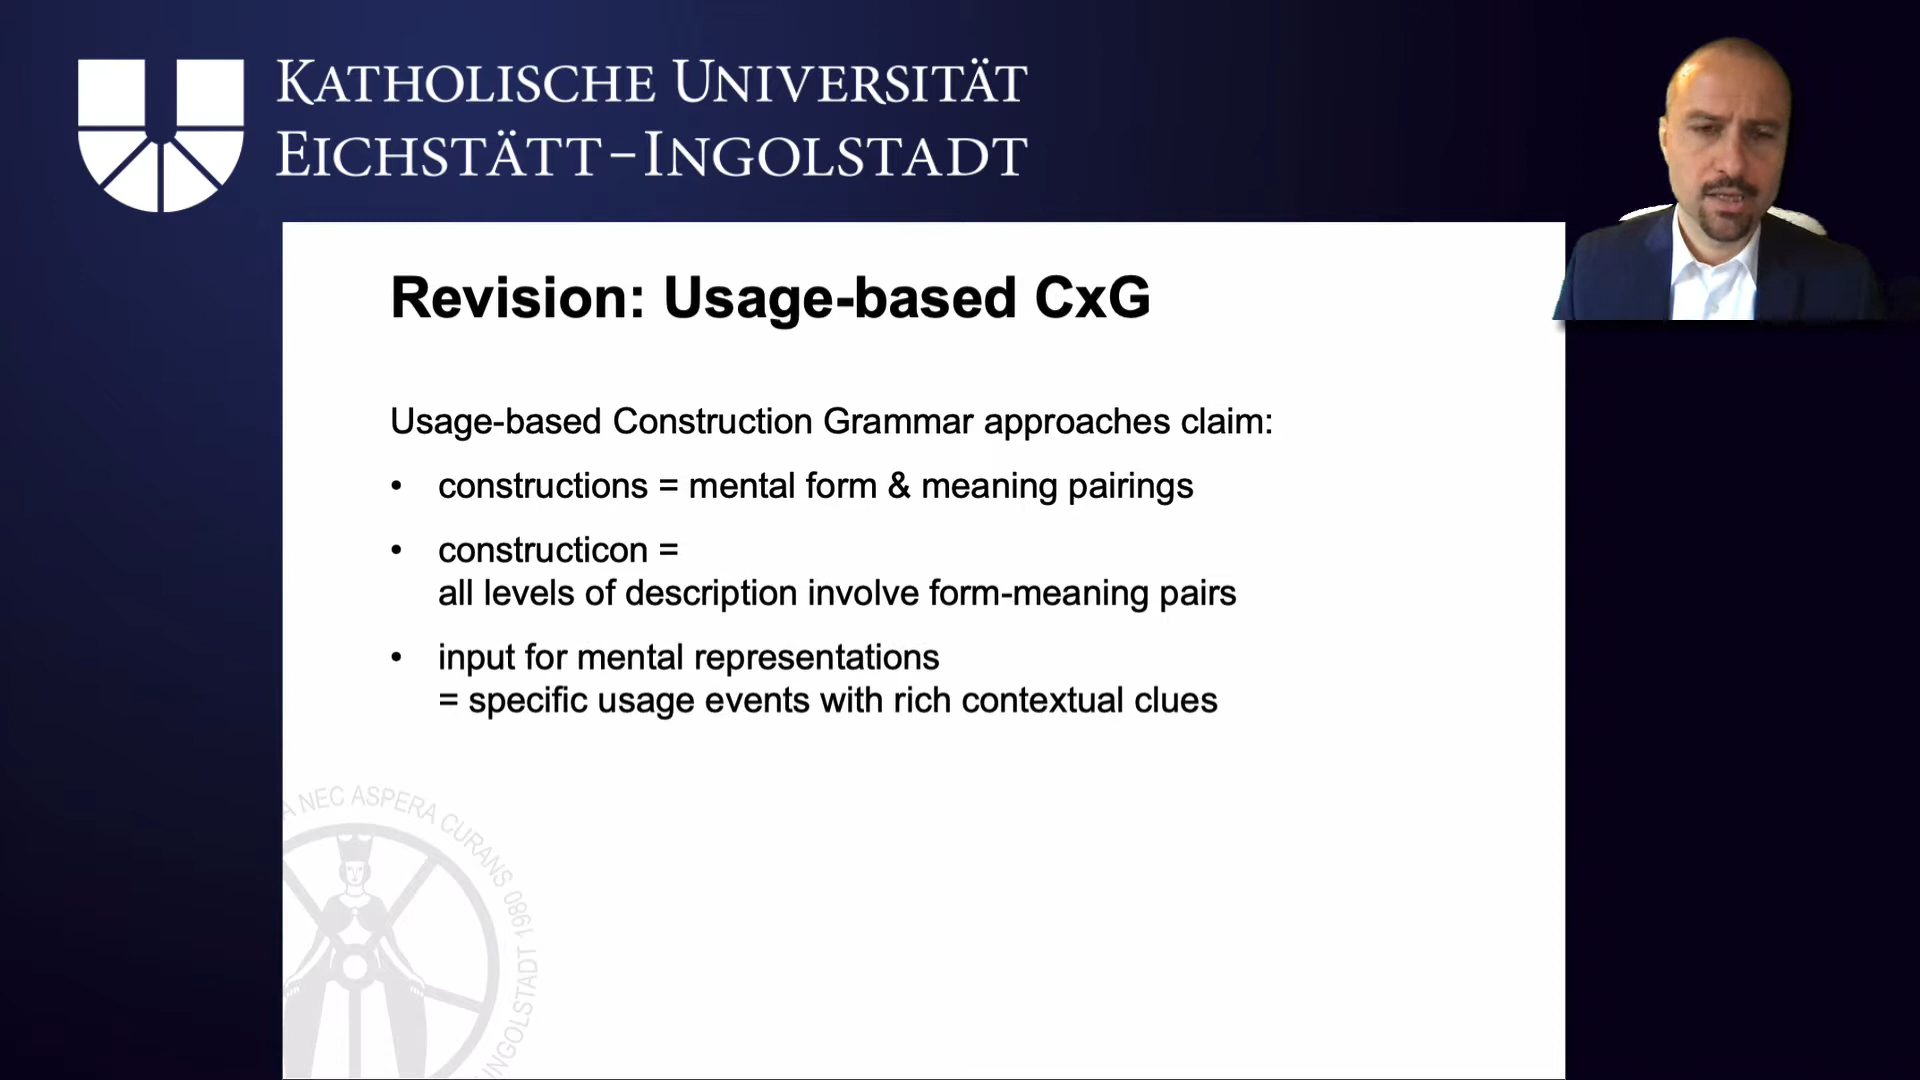 KATHOLISCHE UNIVERSITÄT
EICHSTÄTT-INGOLSTADT
Revision: Usage-based CxG
Usage-based Construction Grammar approaches claim:
• constructions = mental form & meaning pairings
• constructicon =
all levels of description involve form-meaning pairs
• input for mental representations
= specific usage events with rich contextual clues
A NEC ASPERA CURANS 1980
INGOLSTADT